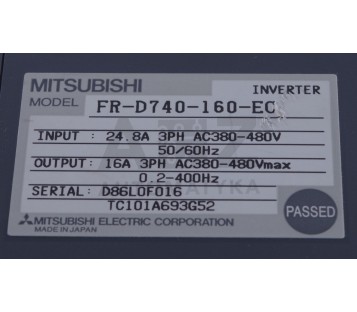 MITSUBISHI
INVERTER
MODEL FR-D740-160-EC
INPUT : 24.8A 3PH AC380-480V
50/60Hz
OUTPUT: 16A 3PH AC380-480Vmax
0.2-400Hz
SERIAL: D86L0F016
TC101A693G52
PASSED
MITSUBISHI ELECTRIC CORPORATION
MADE IN JAPAN